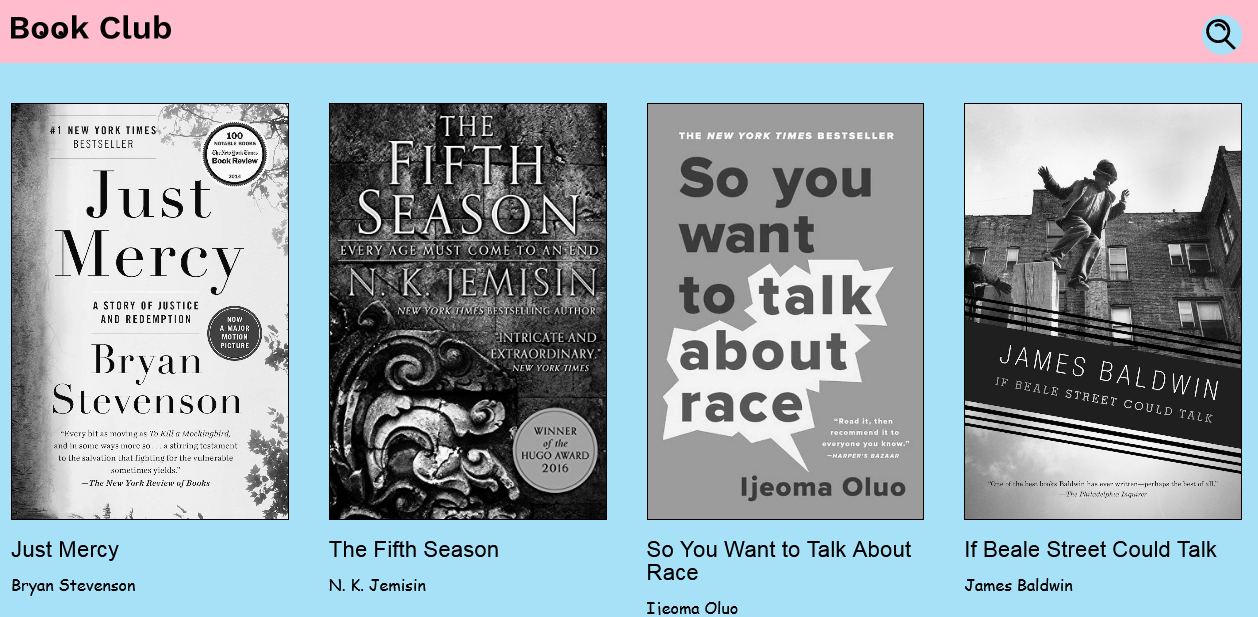 Book Club
#1 NEW YORK TIMES
BESTSELLER
100
NOTABLE BOOKS
The New York Times
Book Review
2014
Just
Mercy
A STORY OF JUSTICE
AND REDEMPTION
NOW
A MAJOR
MOTION
PICTURE
Bryan
Stevenson
“Every bit as moving as To Kill a Mockingbird,
and in some ways more so . . . a stirring testament
to the salvation that fighting for the vulnerable
sometimes yields.”
—The New York Review of Books
THE
FIFTH
SEASON
EVERY AGE MUST COME TO AN END
N. K. JEMISIN
NEW YORK TIMES BESTSELLING AUTHOR
“INTRICATE AND
EXTRAORDINARY.”
NEW YORK TIMES
WINNER
of the
HUGO AWARD
2016
THE NEW YORK TIMES BESTSELLER
So you
want
to talk
about
race
“Read it, then
recommend it to
everyone you know.”
—HARPER'S BAZAAR
Ijeoma Oluo
JAMES BALDWIN
IF BEALE STREET COULD TALK
“One of the best books Baldwin has ever written—perhaps the best of all.”
—The Philadelphia Inquirer
Just Mercy
Bryan Stevenson
The Fifth Season
N. K. Jemisin
So You Want to Talk About
Race
Ijeoma Oluo
If Beale Street Could Talk
James Baldwin